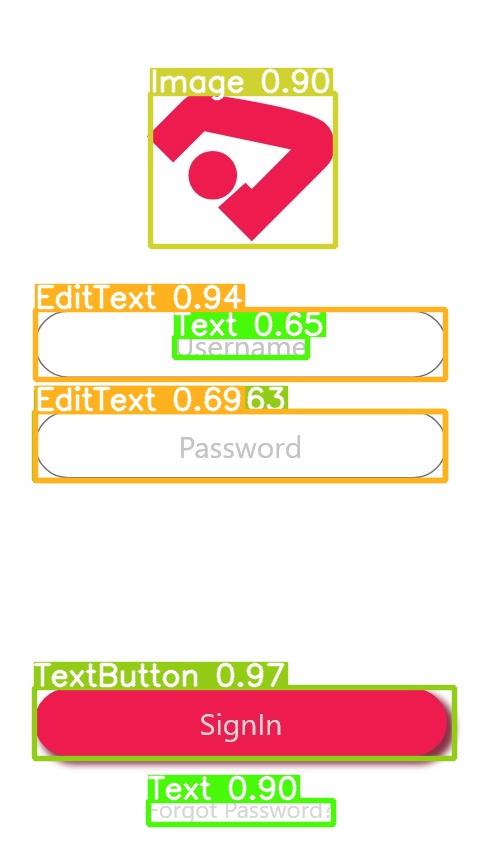 Image 0.90
EditText 0.94
Text 0.65
Username
EditText 0.69 63
Password
TextButton 0.97
SignIn
Text 0.90
Forgot Password?